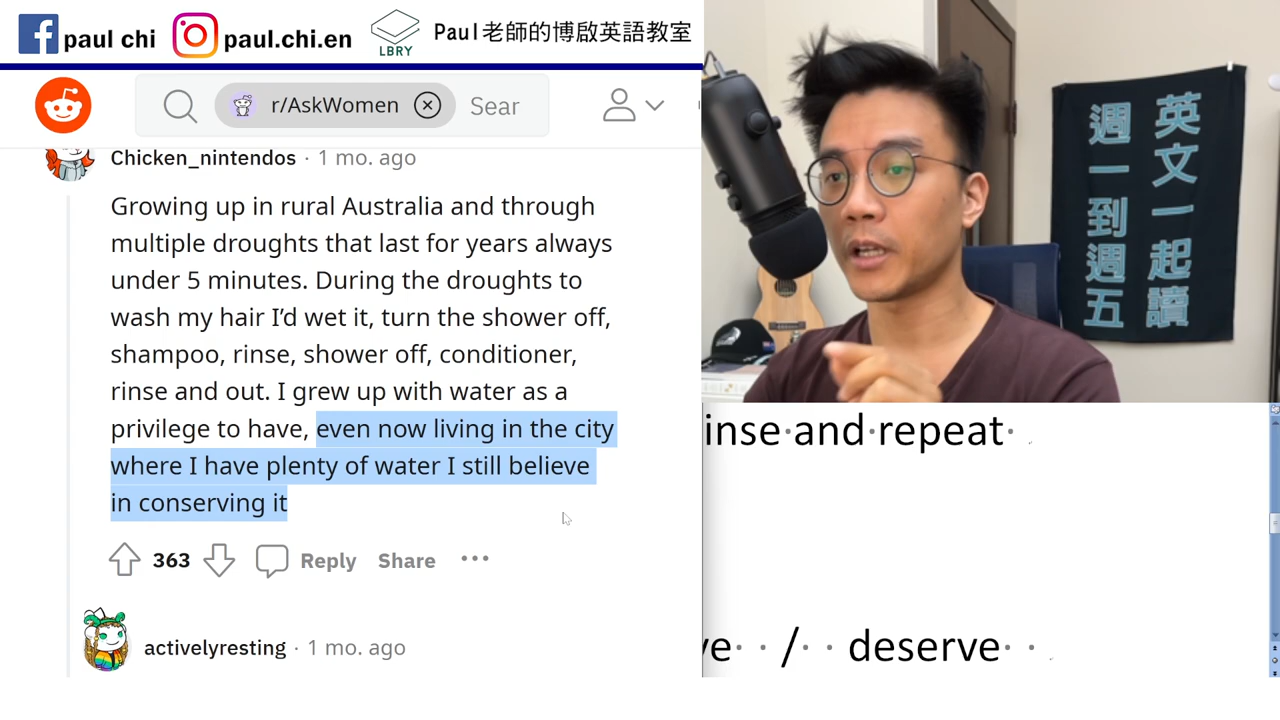 paul chi
paul.chi.en
LBRY
Paul老師的博啟英語教室
r/AskWomen
Sear
Chicken_nintendos · 1 mo. ago
Growing up in rural Australia and through
multiple droughts that last for years always
under 5 minutes. During the droughts to
wash my hair I’d wet it, turn the shower off,
shampoo, rinse, shower off, conditioner,
rinse and out. I grew up with water as a
privilege to have, even now living in the city
where I have plenty of water I still believe
in conserving it
363
Reply
Share
actively­resting · 1 mo. ago
英文一起讀
週一到週五
inse and repeat
ve / deserve